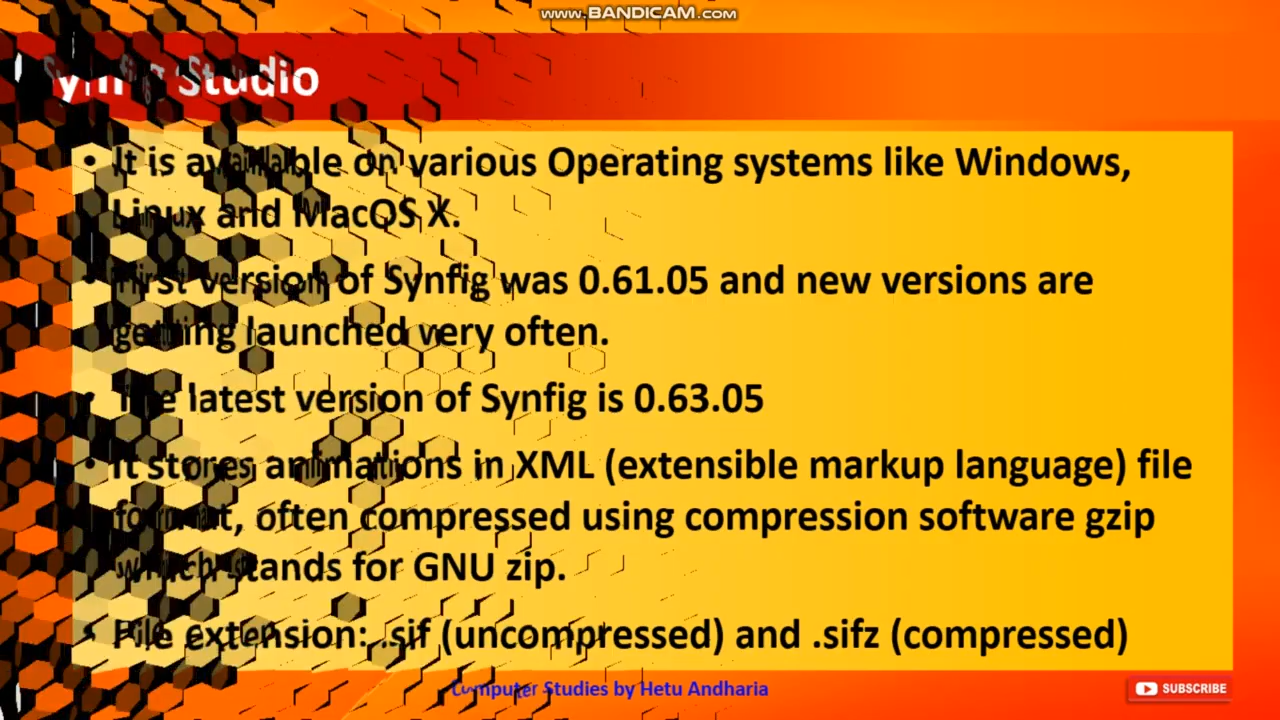 www.BANDICAM.com
Synfig Studio
• It is available on various Operating systems like Windows,
Linux and MacOS X.
• First version of Synfig was 0.61.05 and new versions are
getting launched very often.
• The latest version of Synfig is 0.63.05
• It stores animations in XML (extensible markup language) file
format, often compressed using compression software gzip
which stands for GNU zip.
• File extension: .sif (uncompressed) and .sifz (compressed)
Computer Studies by Hetu Andharia
SUBSCRIBE